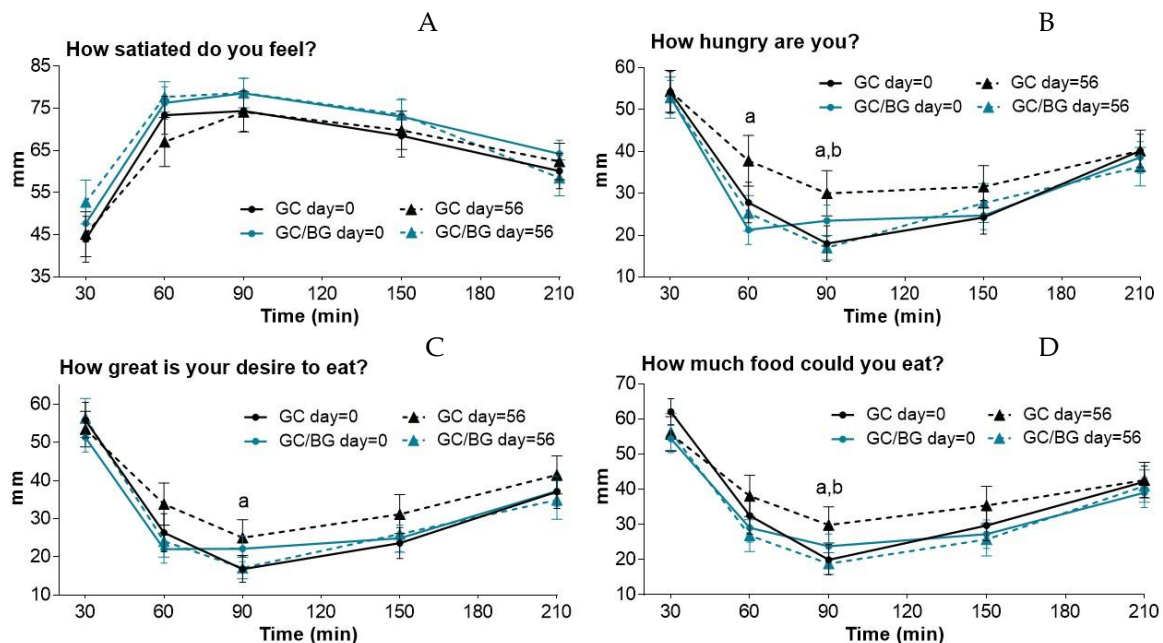 A
How satiated do you feel?
85
75
65
55
45
35
mm
GC day=0
GC day=56
GC/BG day=0
GC/BG day=56
30 60 90 120 150 180 210
Time (min)
B
How hungry are you?
60
50
40
30
20
10
mm
GC day=0
GC day=56
GC/BG day=0
GC/BG day=56
a
a,b
30 60 90 120 150 180 210
Time (min)
C
How great is your desire to eat?
60
50
40
30
20
10
mm
GC day=0
GC day=56
GC/BG day=0
GC/BG day=56
a
30 60 90 120 150 180 210
Time (min)
D
How much food could you eat?
70
60
50
40
30
20
10
mm
GC day=0
GC day=56
GC/BG day=0
GC/BG day=56
a,b
30 60 90 120 150 180 210
Time (min)